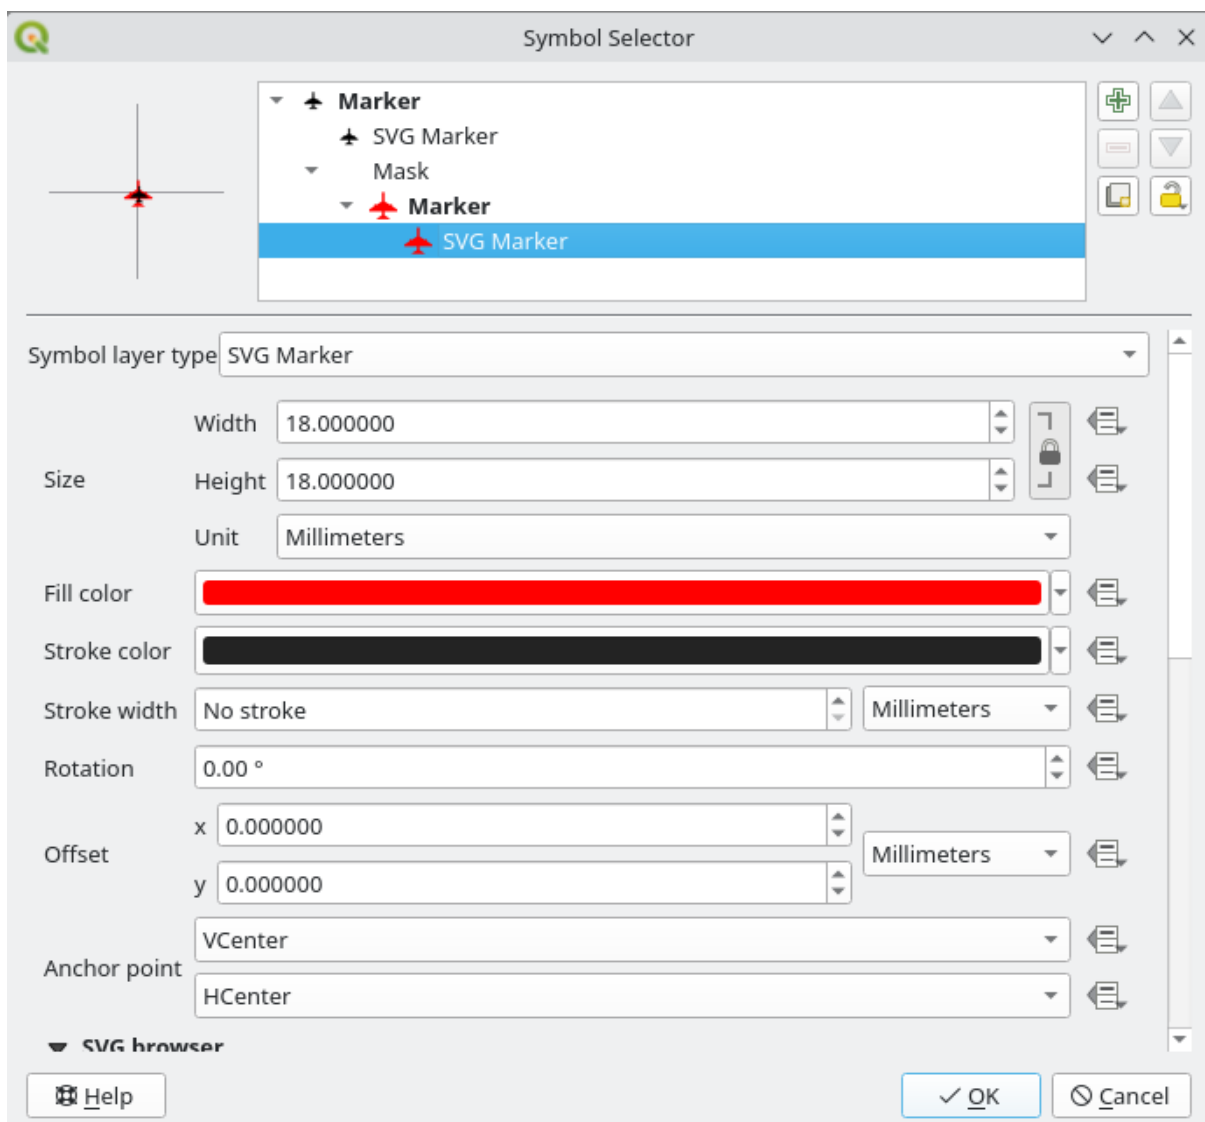 Symbol Selector
Marker
SVG Marker
Mask
Marker
SVG Marker
Symbol layer type SVG Marker
Width 18.000000
Size
Height 18.000000
Unit Millimeters
Fill color
Stroke color
Stroke width No stroke Millimeters
Rotation 0.00 °
x 0.000000
Offset Millimeters
y 0.000000
VCenter
Anchor point
HCenter
SVG browser
Help OK Cancel